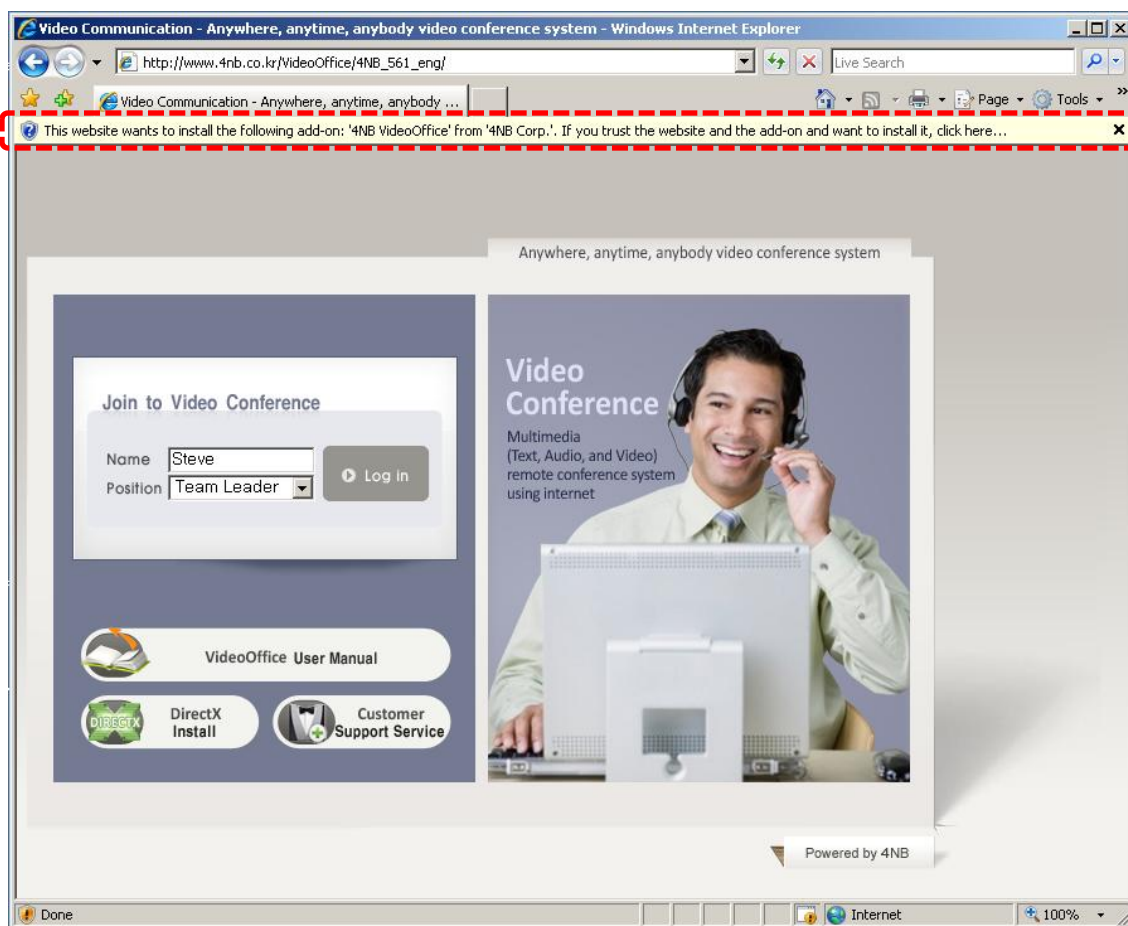 Video Communication - Anywhere, anytime, anybody video conference system - Windows Internet Explorer
http://www.4nb.co.kr/VideoOffice/4NB_561_eng/
Live Search
Video Communication - Anywhere, anytime, anybody ...
Page
Tools
This website wants to install the following add-on: '4NB VideoOffice' from '4NB Corp.'. If you trust the website and the add-on and want to install it, click here...
Anywhere, anytime, anybody video conference system
Join to Video Conference
Name Steve
Position Team Leader
Log in
Video
Conference
Multimedia
(Text, Audio, and Video)
remote conference system
using internet
VideoOffice User Manual
DIRECTX
DirectX
Install
Customer
Support Service
Powered by 4NB
Done
Internet
100%